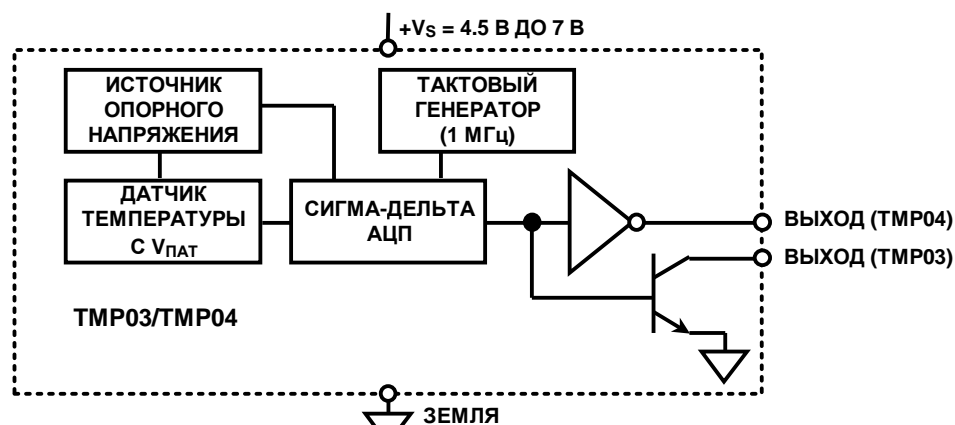 +VS = 4.5 В ДО 7 В
ИСТОЧНИК
ОПОРНОГО
НАПРЯЖЕНИЯ
ТАКТОВЫЙ
ГЕНЕРАТОР
(1 МГц)
ДАТЧИК
ТЕМПЕРАТУРЫ
С VПАТ
СИГМА-ДЕЛЬТА
АЦП
ВЫХОД (TMP04)
ВЫХОД (TMP03)
TMP03/TMP04
ЗЕМЛЯ